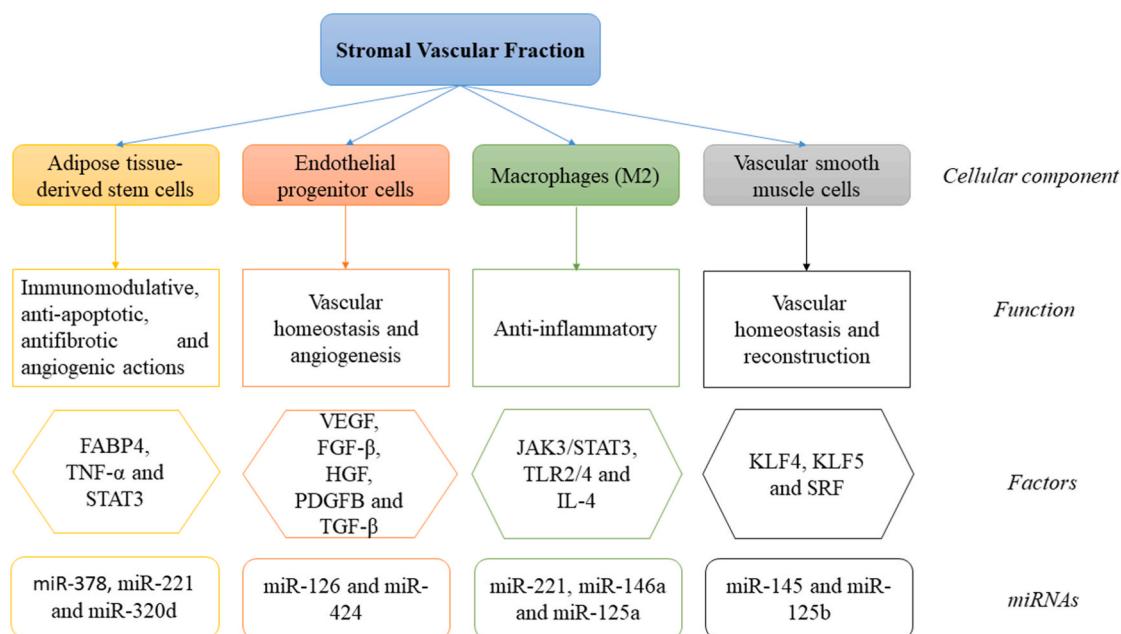 Stromal Vascular Fraction
Adipose tissue-
derived stem cells
Endothelial
progenitor cells
Macrophages (M2)
Vascular smooth
muscle cells
Cellular component
Immunomodulative,
anti-apoptotic,
antifibrotic and
angiogenic actions
Vascular
homeostasis and
angiogenesis
Anti-inflammatory
Vascular
homeostasis and
reconstruction
Function
FABP4,
TNF-α and
STAT3
VEGF,
FGF-β,
HGF,
PDGFB and
TGF-β
JAK3/STAT3,
TLR2/4 and
IL-4
KLF4, KLF5
and SRF
Factors
miR-378, miR-221
and miR-320d
miR-126 and miR-
424
miR-221, miR-146a
and miR-125a
miR-145 and miR-
125b
miRNAs